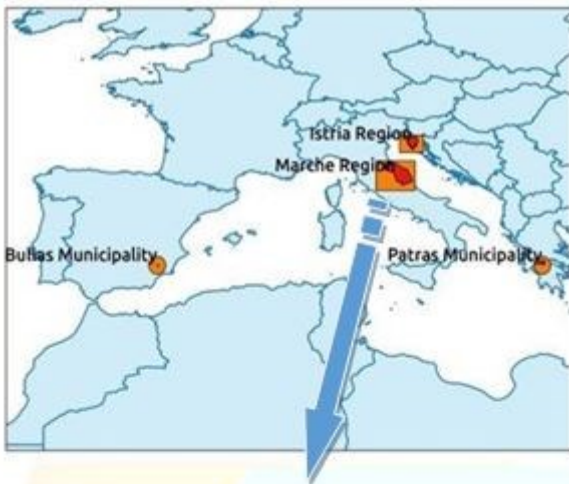 Istria Region
Marche Region
Bullas Municipality
Patras Municipality